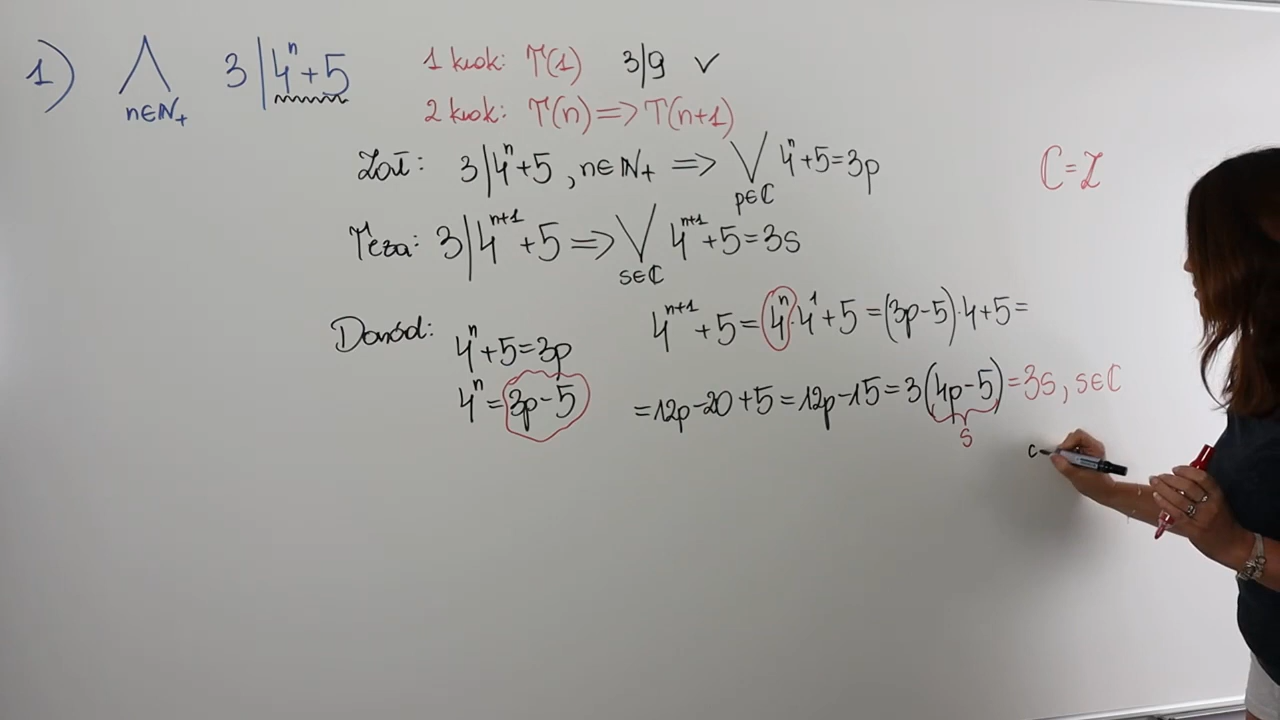 1) ⋀ n∈ℕ₊ 3|4ⁿ+5
1 krok: T(1) 3|9 ✓
2 krok: T(n) => T(n+1)
Zał: 3|4ⁿ+5, n∈ℕ₊ => ⋁ p∈ℂ 4ⁿ+5=3p
C=Z
Teza: 3|4ⁿ⁺¹+5 => ⋁ s∈ℂ 4ⁿ⁺¹+5=3s
Dowód: 4ⁿ+5=3p
4ⁿ=3p-5
4ⁿ⁺¹+5=4ⁿ·4¹+5=(3p-5)·4+5=
=12p-20+5=12p-15=3(4p-5)=3s, s∈ℂ
s
c